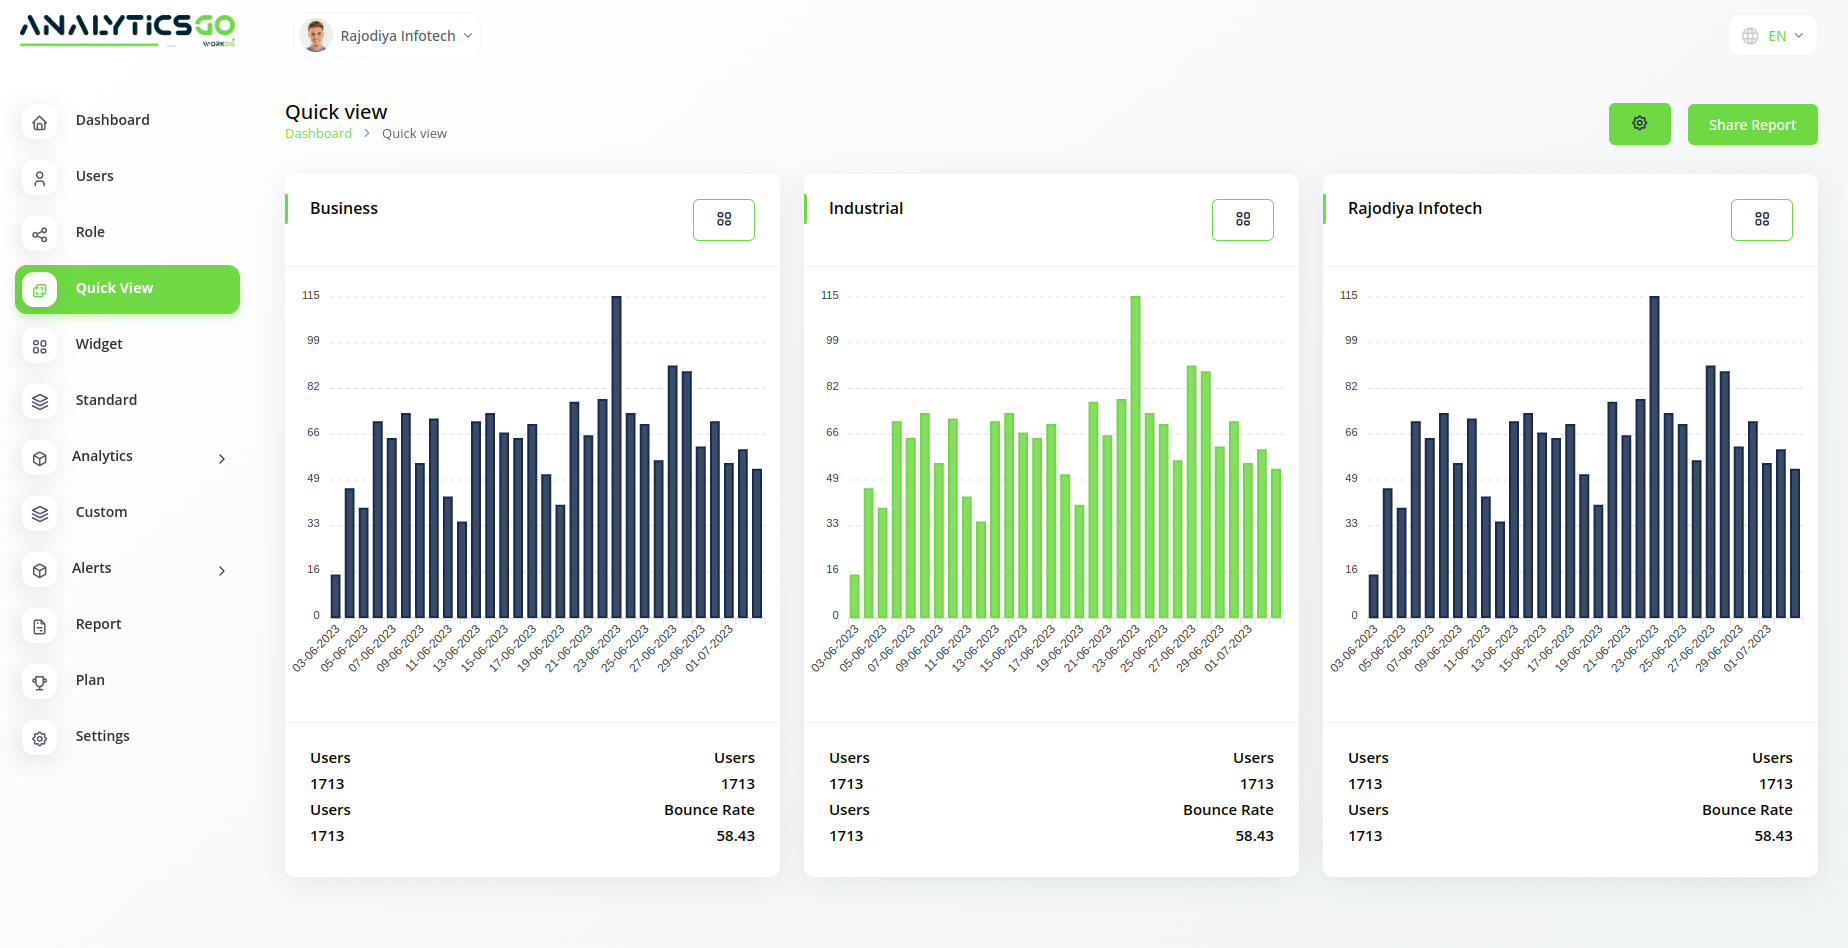 ANALYTiCSGO
WORKDO
Rajodiya Infotech
EN
Dashboard
Users
Role
Quick View
Widget
Standard
Analytics
Custom
Alerts
Report
Plan
Settings
Quick view
Dashboard > Quick view
Share Report
Business
115
99
82
66
49
33
16
0
03-06-2023
05-06-2023
07-06-2023
09-06-2023
11-06-2023
13-06-2023
15-06-2023
17-06-2023
19-06-2023
21-06-2023
23-06-2023
25-06-2023
27-06-2023
29-06-2023
01-07-2023
Users Users
1713 1713
Users Bounce Rate
1713 58.43
Industrial
115
99
82
66
49
33
16
0
03-06-2023
05-06-2023
07-06-2023
09-06-2023
11-06-2023
13-06-2023
15-06-2023
17-06-2023
19-06-2023
21-06-2023
23-06-2023
25-06-2023
27-06-2023
29-06-2023
01-07-2023
Users Users
1713 1713
Users Bounce Rate
1713 58.43
Rajodiya Infotech
115
99
82
66
49
33
16
0
03-06-2023
05-06-2023
07-06-2023
09-06-2023
11-06-2023
13-06-2023
15-06-2023
17-06-2023
19-06-2023
21-06-2023
23-06-2023
25-06-2023
27-06-2023
29-06-2023
01-07-2023
Users Users
1713 1713
Users Bounce Rate
1713 58.43